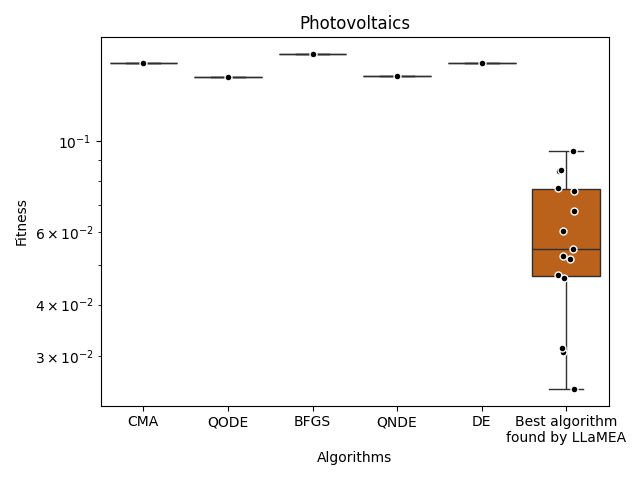 Photovoltaics
Fitness
10⁻¹
6 × 10⁻²
4 × 10⁻²
3 × 10⁻²
CMA
QODE
BFGS
QNDE
DE
Best algorithm
found by LLaMEA
Algorithms